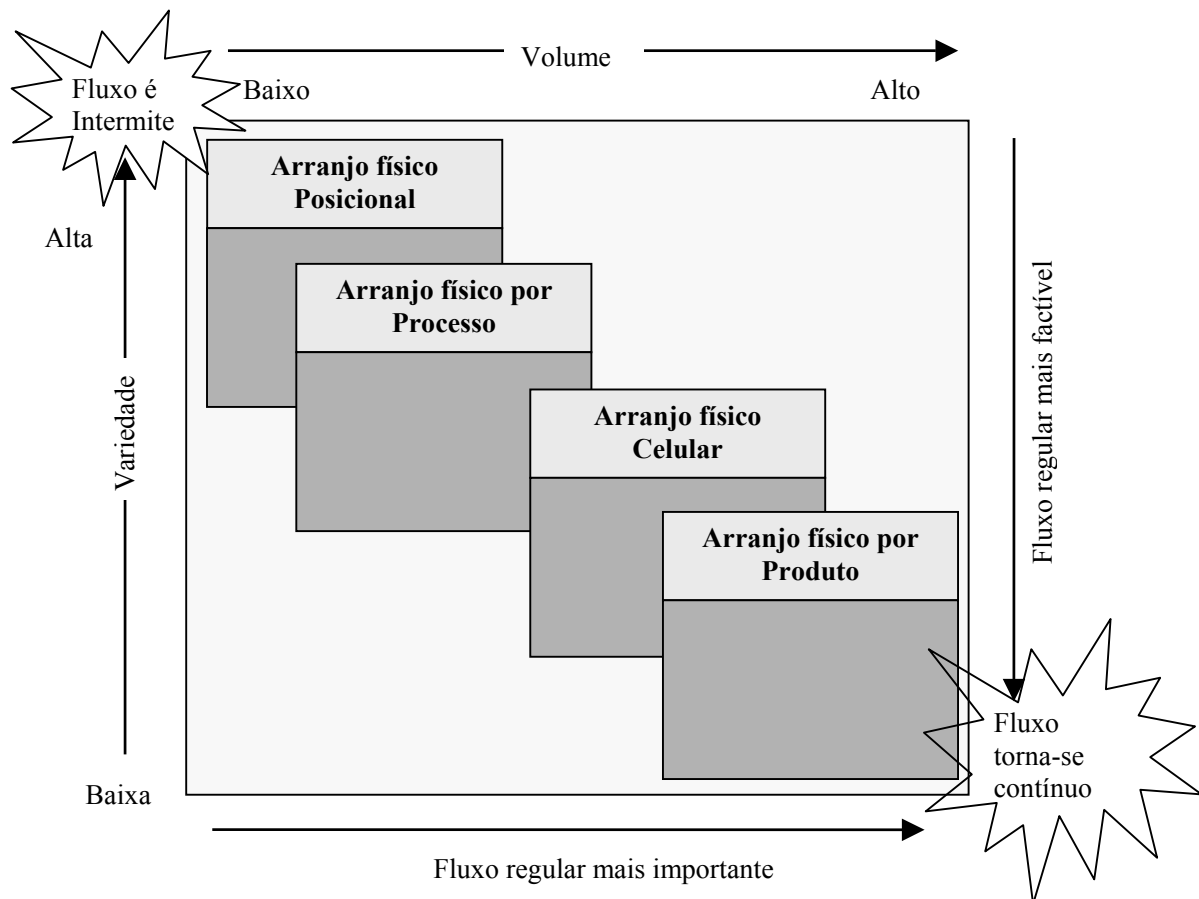 Volume
Fluxo é
Intermite
Baixo
Alto
Arranjo físico
Posicional
Alta
Arranjo físico por
Processo
Fluxo regular mais factível
Variedade
Arranjo físico
Celular
Arranjo físico por
Produto
Fluxo
torna-se
contínuo
Baixa
Fluxo regular mais importante